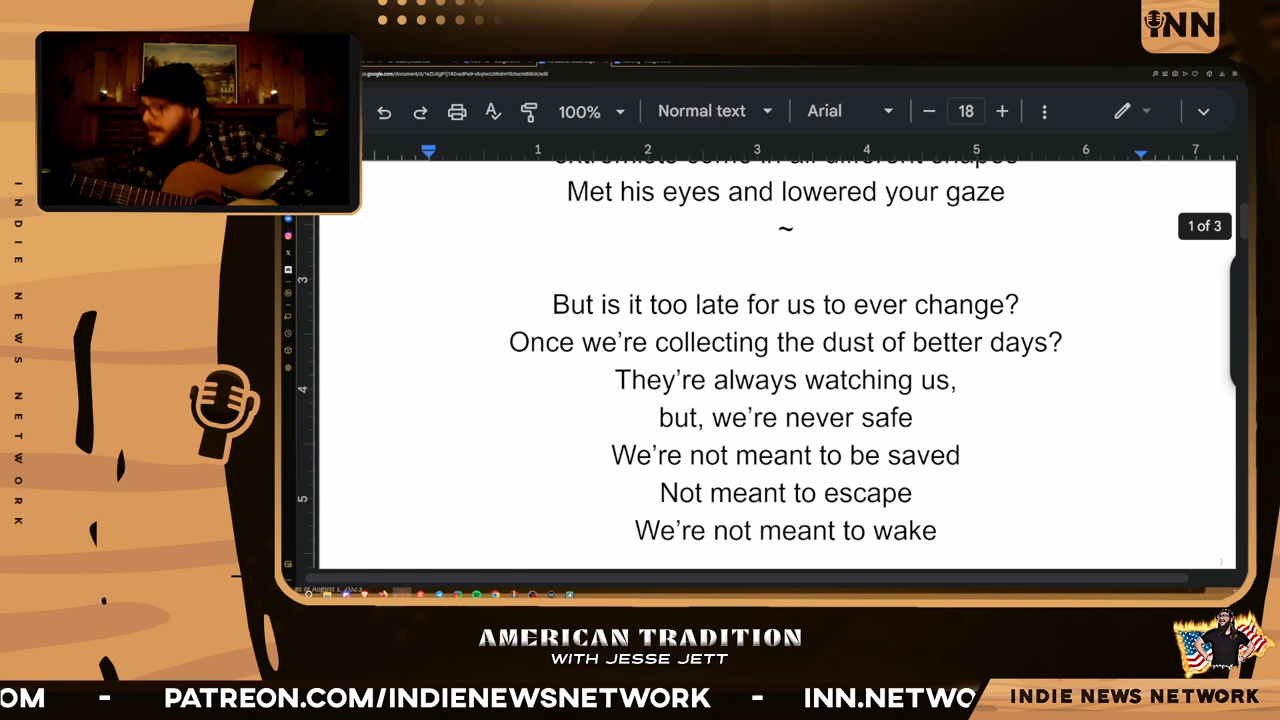 INN
100%
Normal text
Arial
18
1 2 3 4 5 6 7
Met his eyes and lowered your gaze
~
1 of 3
3
But is it too late for us to ever change?
Once we're collecting the dust of better days?
They're always watching us,
4
but, we're never safe
We're not meant to be saved
Not meant to escape
5
We're not meant to wake
INDIE NEWS NETWORK
AMERICAN TRADITION
WITH JESSE JETT
OM - PATREON.COM/INDIENEWSNETWORK - INN.NETWO
INDIE NEWS NETWORK